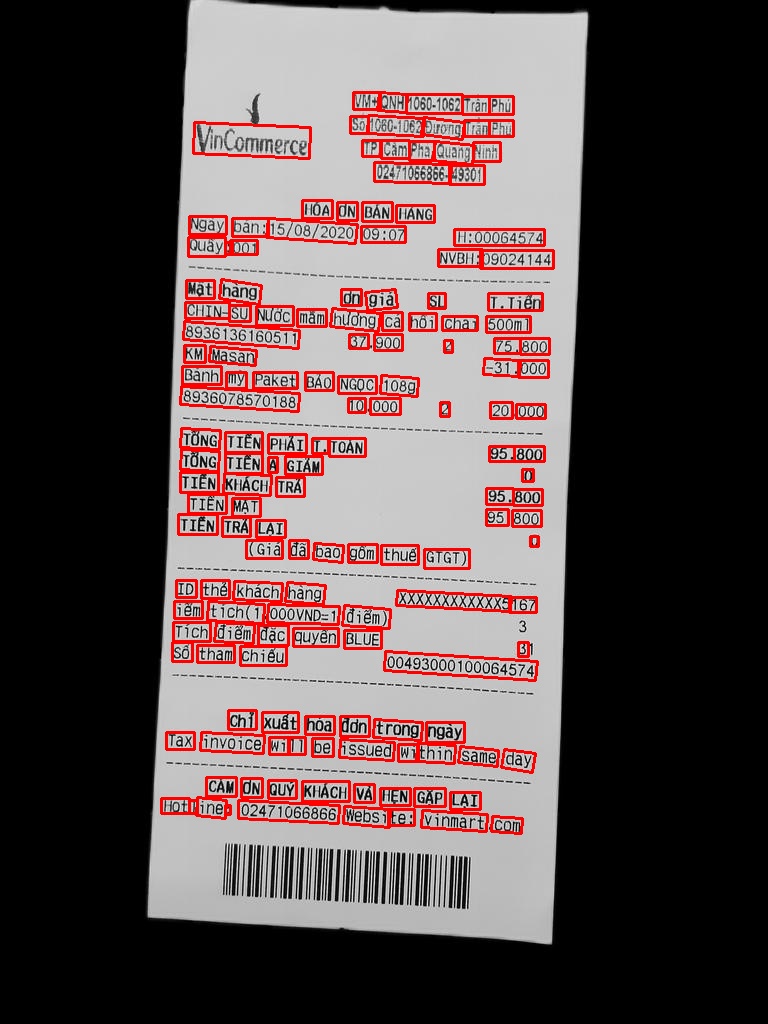 VinCommerce
VM+ QNH 1060-1062 Trần Phú
Số 1060-1062 Đường Trần Phú
TP. Cẩm Phả, Quảng Ninh
02471066866-49301
HÓA ĐƠN BÁN HÀNG
Ngày bán:15/08/2020 09:07 HĐ:00064574
Quầy:001 NVBH:09024144
Mặt hàng Đơn giá SL T.Tiền
CHIN-SU Nước mắm hương cá hồi chai 500ml
8936136160511 37.900 2 75.800
KM Masan -31.000
Bánh mỳ Paket BẢO NGỌC 108g
8936078570188 10.000 2 20.000
TỔNG TIỀN PHẢI T.TOÁN 95.800
TỔNG TIỀN ĐÃ GIẢM 0
TIỀN KHÁCH TRẢ 95.800
TIỀN MẶT 95.800
TIỀN TRẢ LẠI 0
(Giá đã bao gồm thuế GTGT)
ID thẻ khách hàng XXXXXXXXXXXX5167
Điểm tích(1.000VND=1 điểm) 3
Tích điểm đặc quyền BLUE 31
Số tham chiếu 00493000100064574
Chỉ xuất hóa đơn trong ngày
Tax invoice will be issued within same day
CẢM ƠN QUÝ KHÁCH VÀ HẸN GẶP LẠI
Hotline: 02471066866 Website: vinmart.com